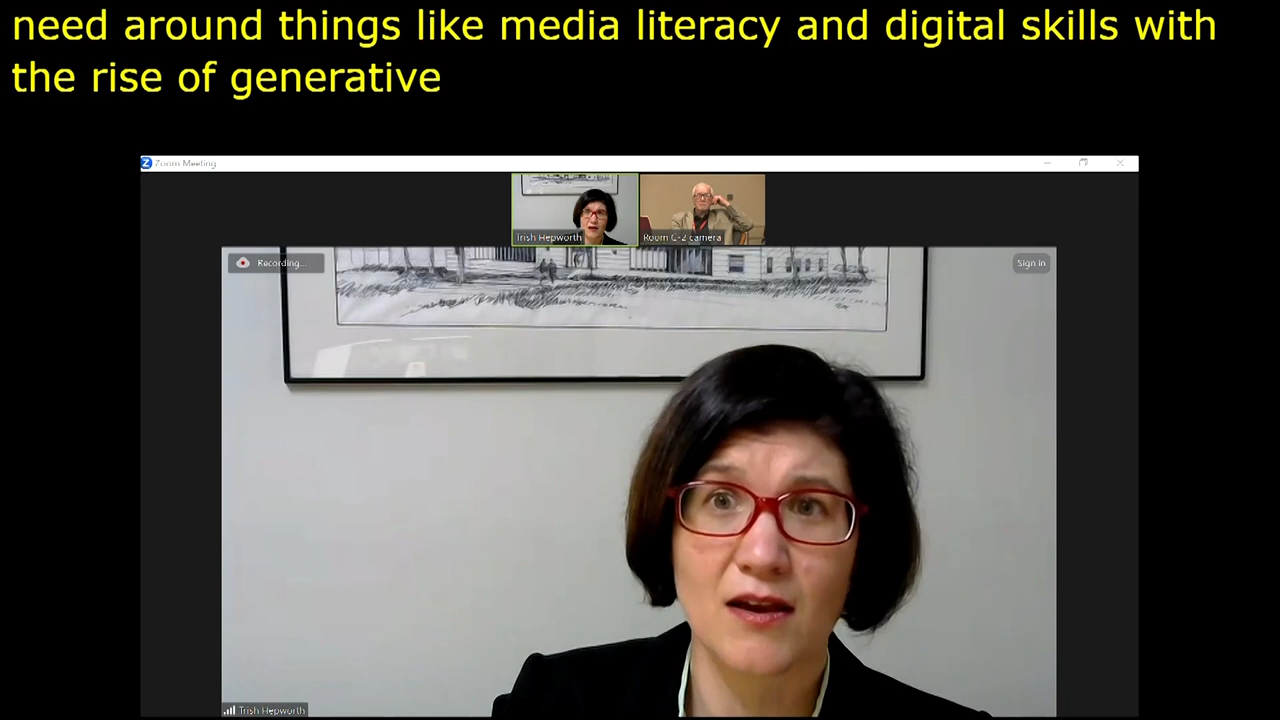 need around things like media literacy and digital skills with
the rise of generative
Zoom Meeting
Trish Hepworth
Room C-2 camera
Recording...
Sign in
Trish Hepworth